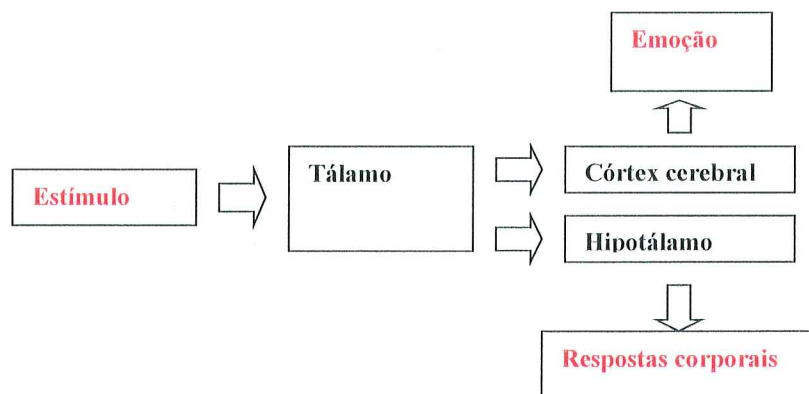 Emoção
Estímulo
Tálamo
Córtex cerebral
Hipotálamo
Respostas corporais